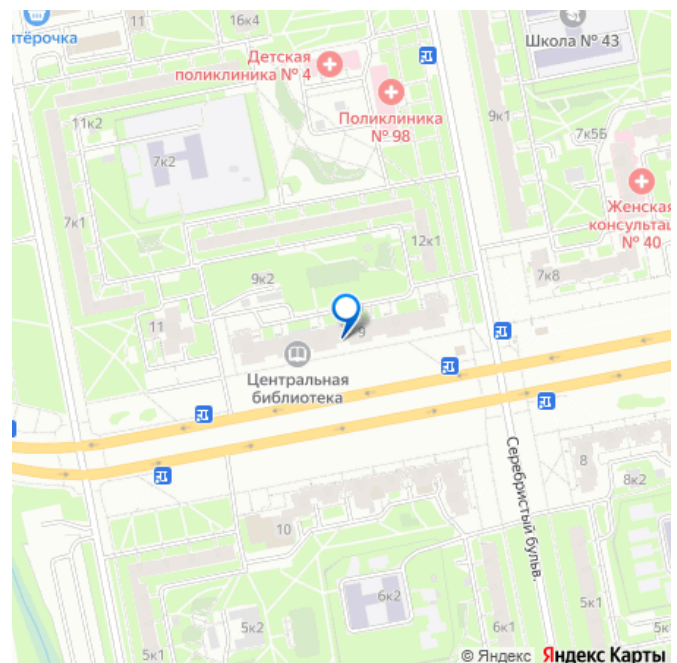 11
16к4
тёрочка
Школа № 43
Детская
поликлиника № 4
Поликлиника
№ 98
11к2
9к1
7к5Б
7к2
Женская
консультац
№ 40
7к1
12к1
9к2
7к8
11
9
Центральная
библиотека
Серебристый бульв.
8
8к2
10
6к2
5к1
5к2
6к1
5к1
5к
© Яндекс Яндекс Карты